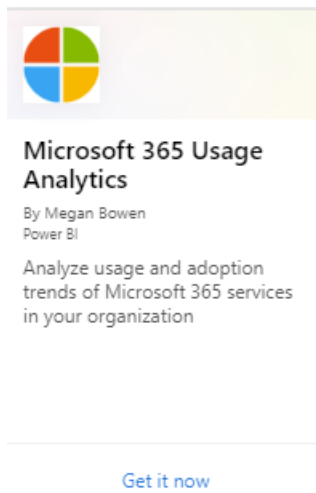 Microsoft 365 Usage
Analytics
By Megan Bowen
Power BI
Analyze usage and adoption
trends of Microsoft 365 services
in your organization
Get it now